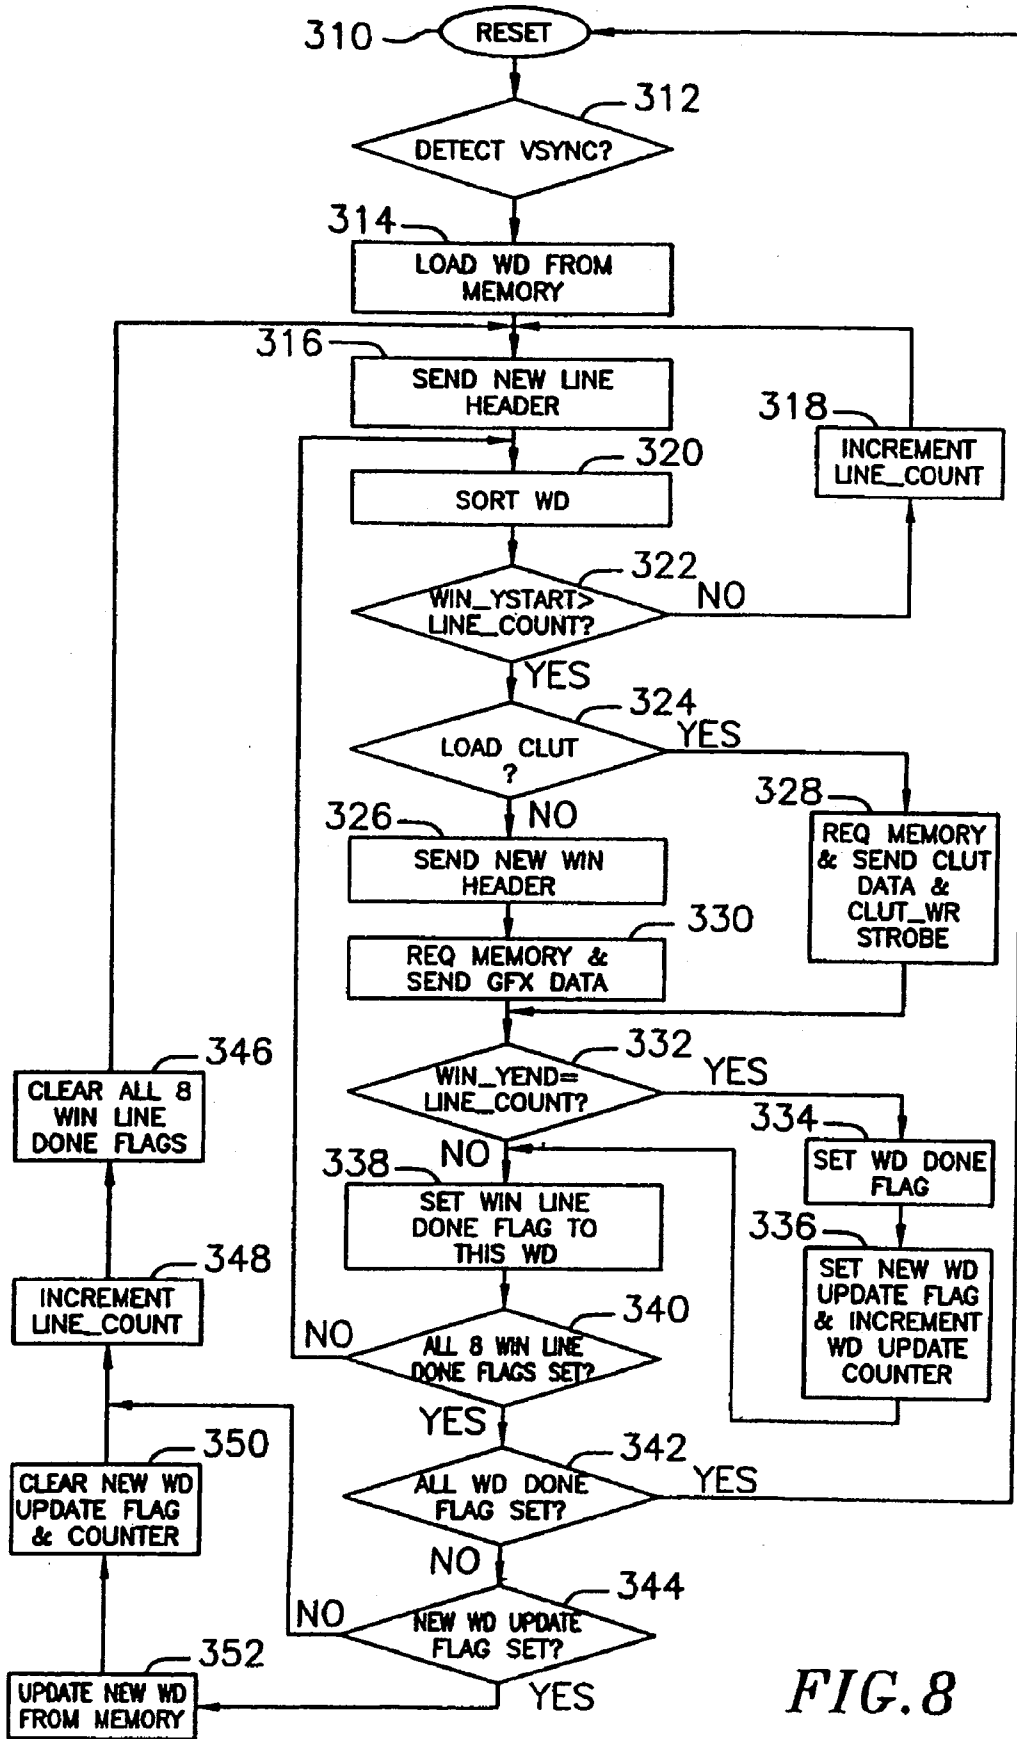 310
RESET
312
DETECT VSYNC?
314
LOAD WD FROM
MEMORY
316
SEND NEW LINE
HEADER
318
INCREMENT
LINE_COUNT
320
SORT WD
322
WIN_YSTART>
LINE_COUNT?
NO
YES
324
LOAD CLUT
?
YES
NO
326
SEND NEW WIN
HEADER
328
REQ MEMORY
& SEND CLUT
DATA &
CLUT_WR
STROBE
330
REQ MEMORY &
SEND GFX DATA
332
WIN_YEND=
LINE_COUNT?
YES
NO
334
SET WD DONE
FLAG
336
SET NEW WD
UPDATE FLAG
& INCREMENT
WD UPDATE
COUNTER
338
SET WIN LINE
DONE FLAG TO
THIS WD
340
ALL 8 WIN LINE
DONE FLAGS SET?
NO
YES
342
ALL WD DONE
FLAG SET?
YES
NO
344
NEW WD UPDATE
FLAG SET?
NO
YES
346
CLEAR ALL 8
WIN LINE
DONE FLAGS
348
INCREMENT
LINE_COUNT
350
CLEAR NEW WD
UPDATE FLAG
& COUNTER
352
UPDATE NEW WD
FROM MEMORY
FIG. 8